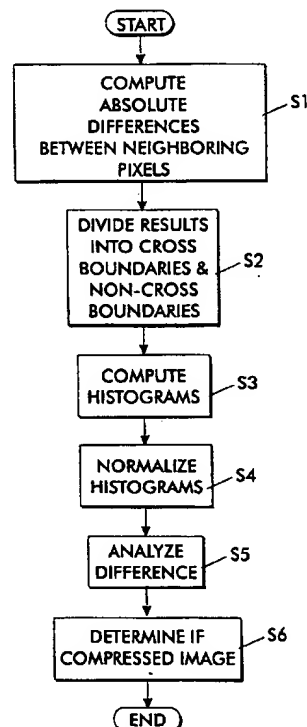 START
COMPUTE
ABSOLUTE
DIFFERENCES
BETWEEN NEIGHBORING
PIXELS
S1
DIVIDE RESULTS
INTO CROSS
BOUNDARIES &
NON-CROSS
BOUNDARIES
S2
COMPUTE
HISTOGRAMS
S3
NORMALIZE
HISTOGRAMS
S4
ANALYZE
DIFFERENCE
S5
DETERMINE IF
COMPRESSED IMAGE
S6
END